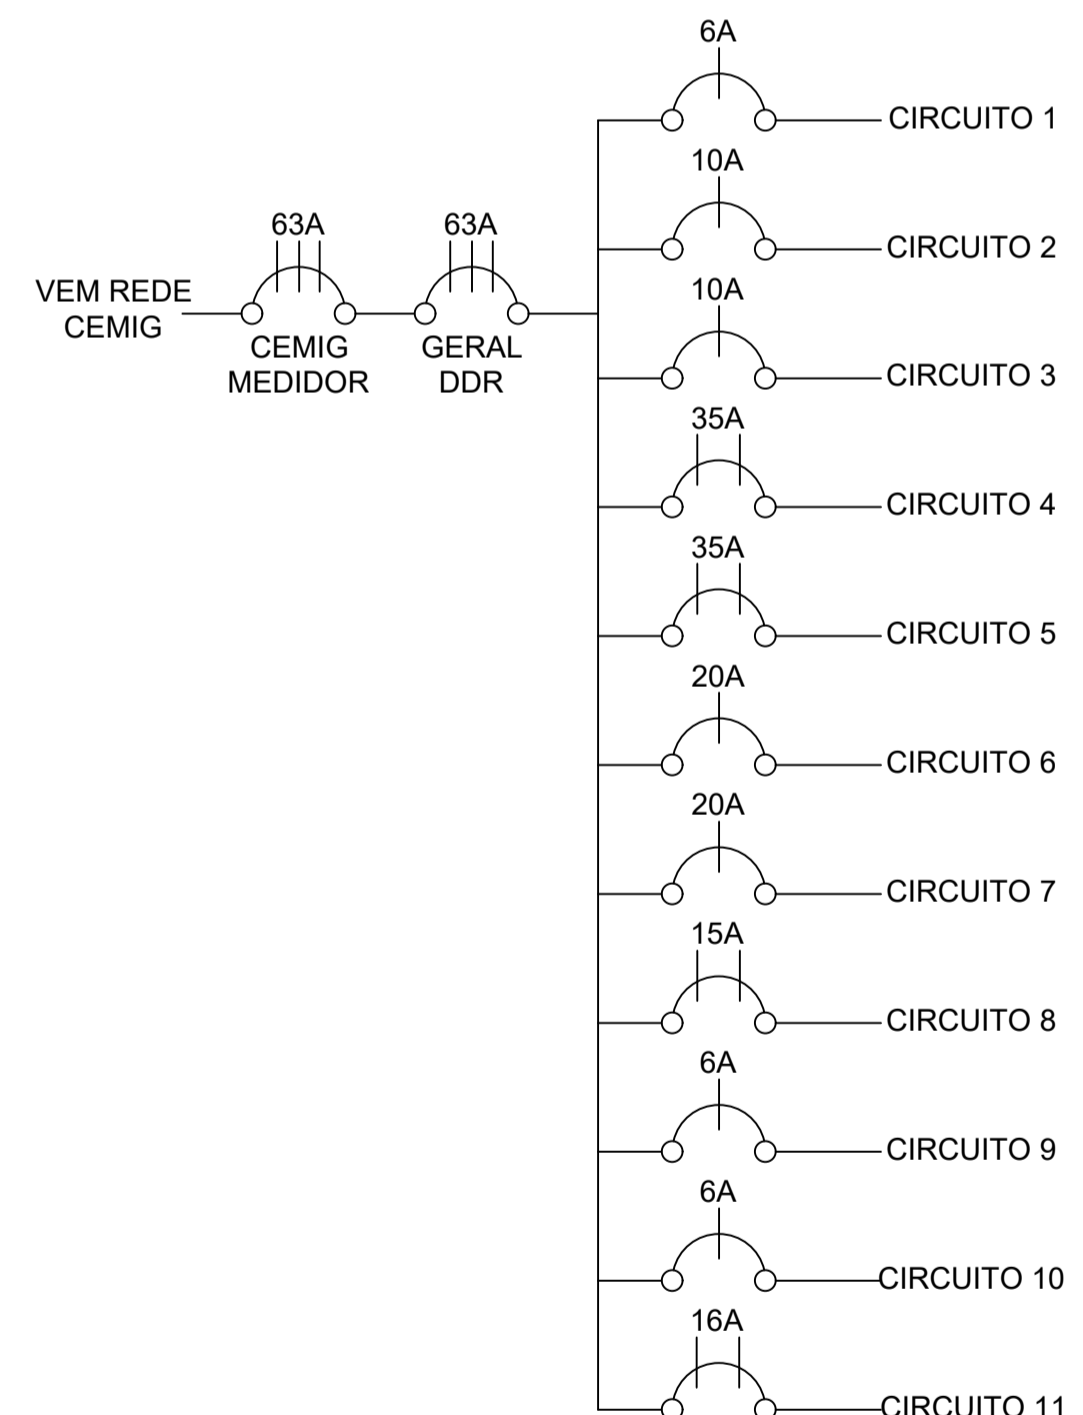 6A
CIRCUITO 1
10A
CIRCUITO 2
63A
63A
VEM REDE
CEMIG
CEMIG
MEDIDOR
GERAL
DDR
10A
CIRCUITO 3
35A
CIRCUITO 4
35A
CIRCUITO 5
20A
CIRCUITO 6
20A
CIRCUITO 7
15A
CIRCUITO 8
6A
CIRCUITO 9
6A
CIRCUITO 10
16A
CIRCUITO 11